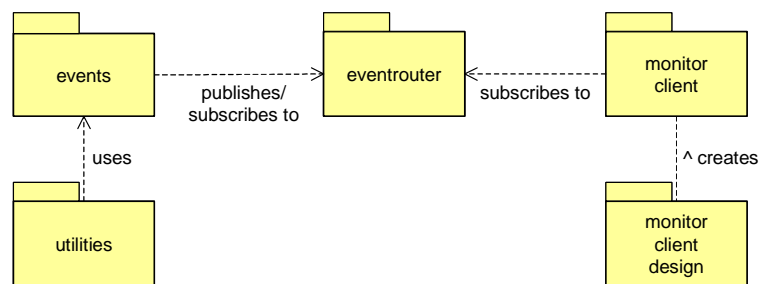 events
publishes/
subscribes to
eventrouter
subscribes to
monitor
client
uses
^ creates
utilities
monitor
client
design